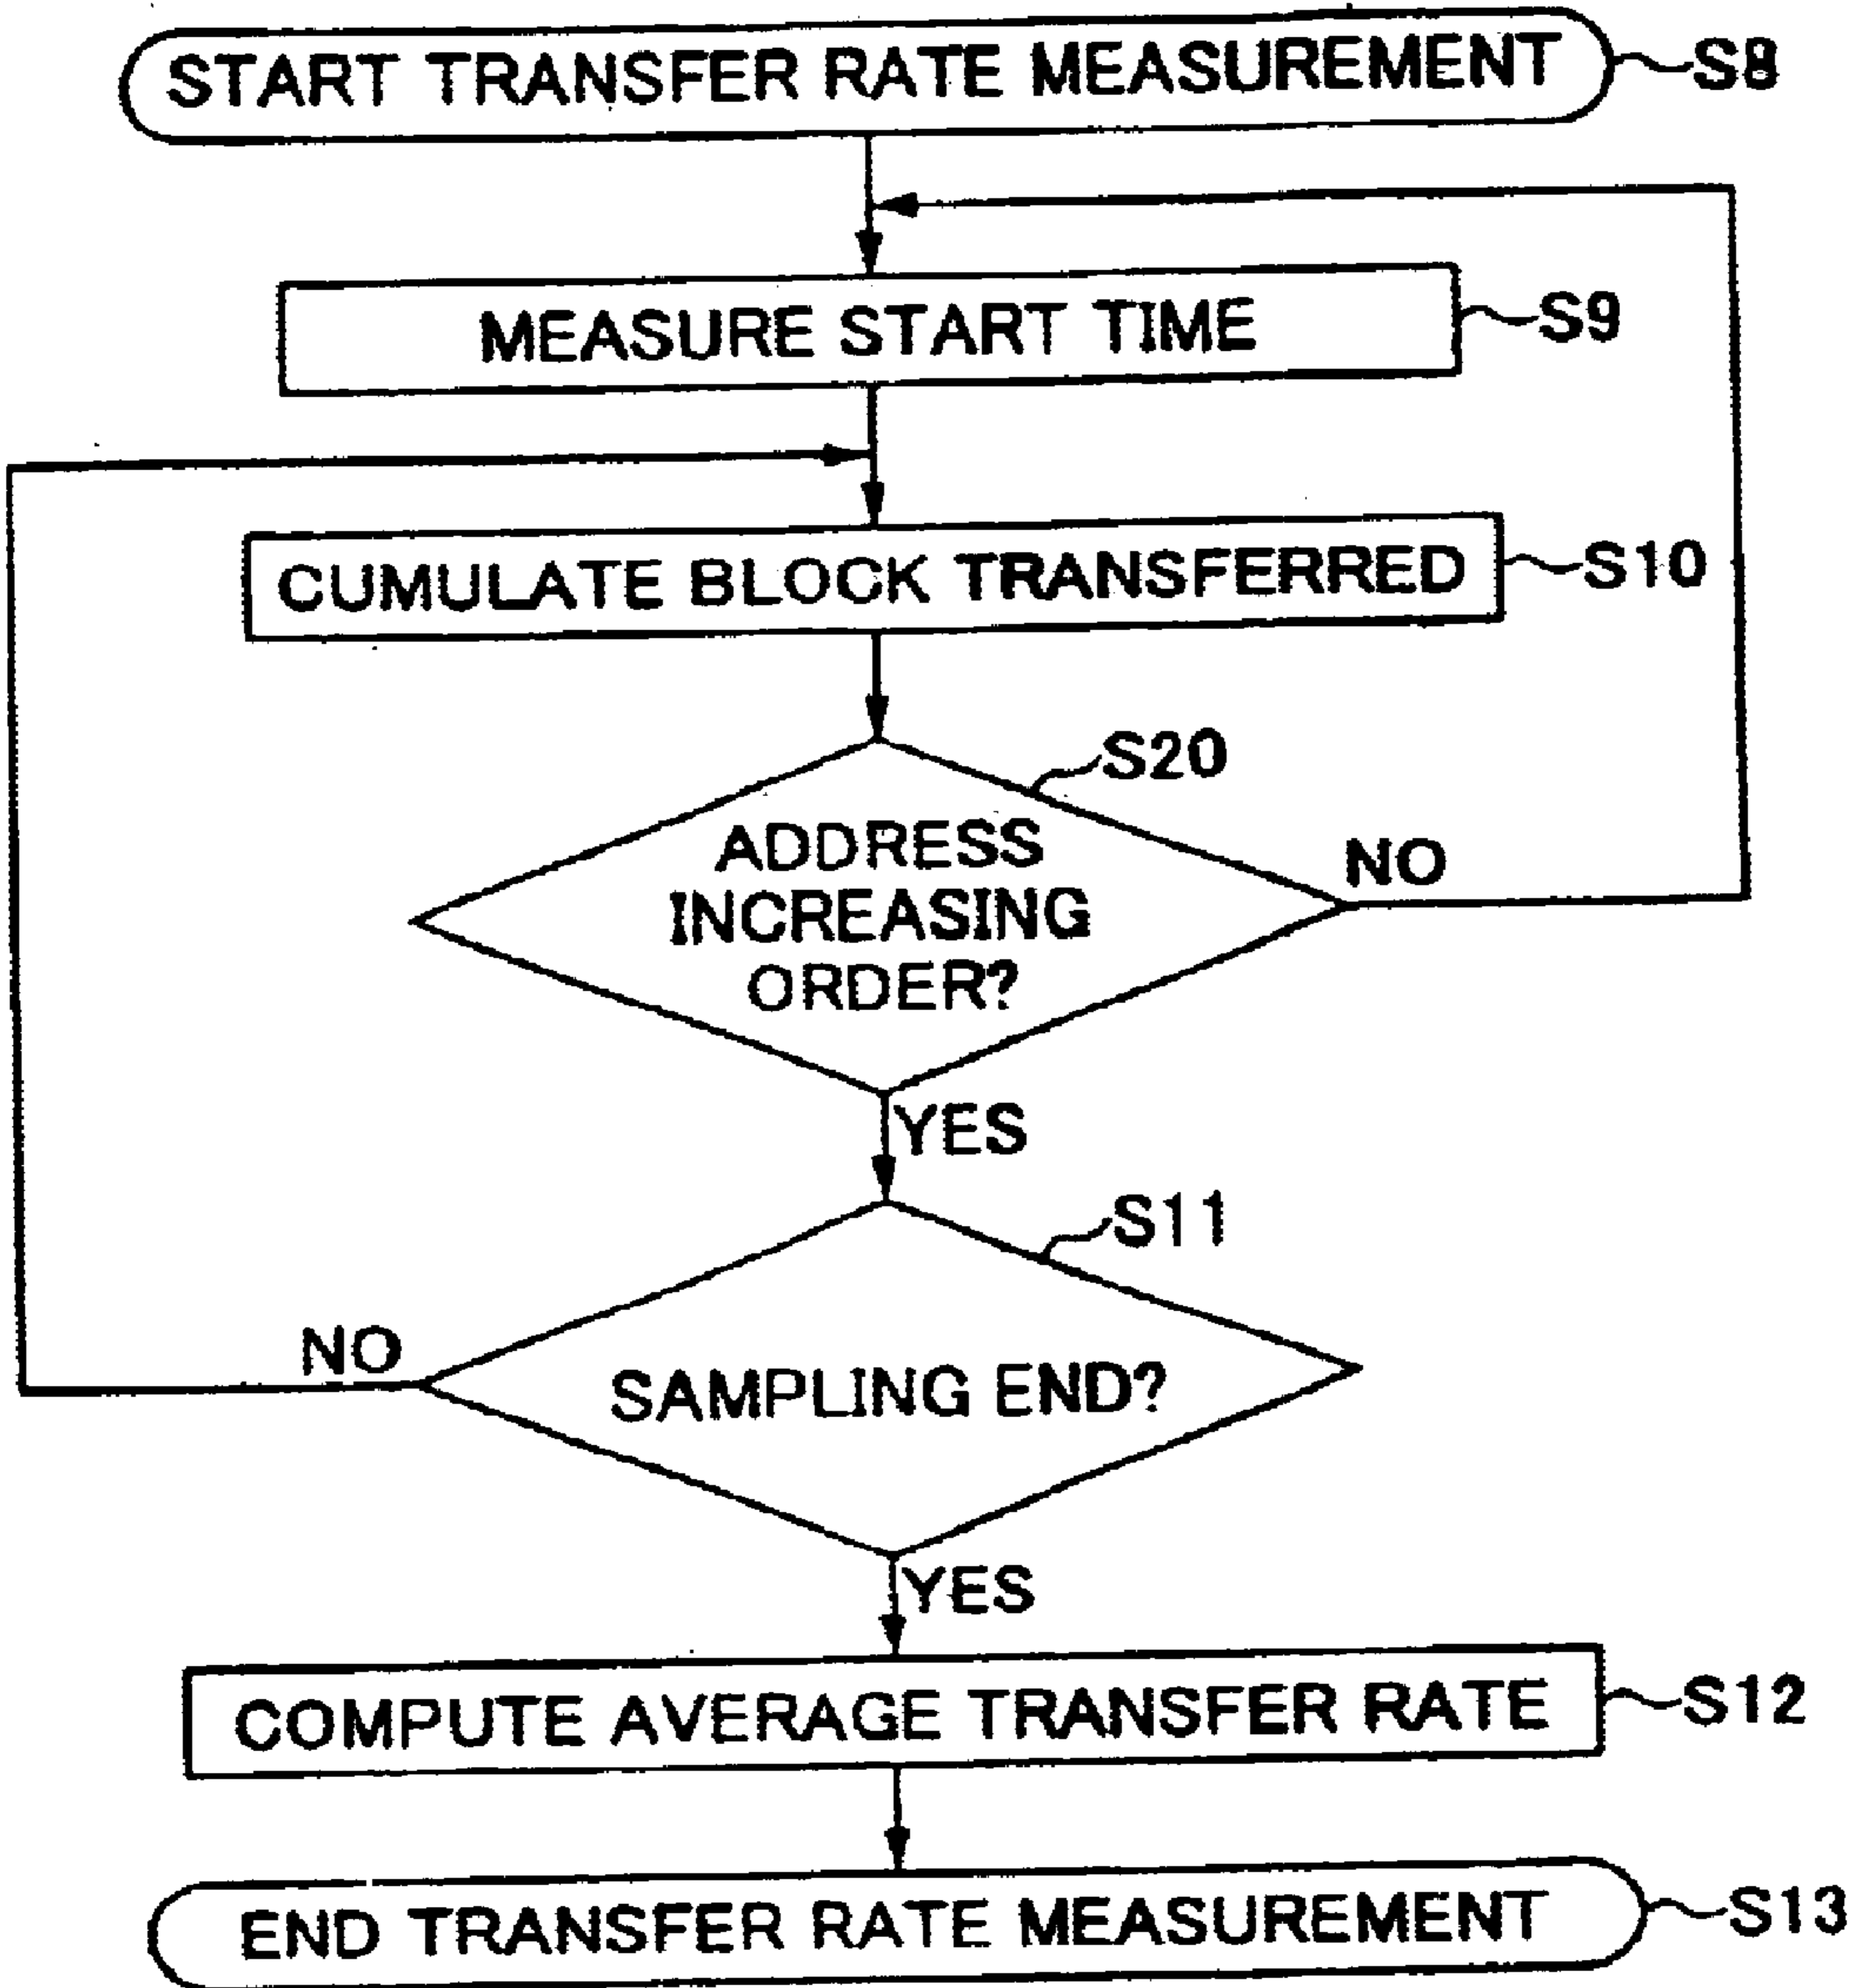 START TRANSFER RATE MEASUREMENT S8
MEASURE START TIME S9
CUMULATE BLOCK TRANSFERRED S10
S20
ADDRESS
INCREASING
ORDER?
NO
YES
S11
NO
SAMPLING END?
YES
COMPUTE AVERAGE TRANSFER RATE S12
END TRANSFER RATE MEASUREMENT S13